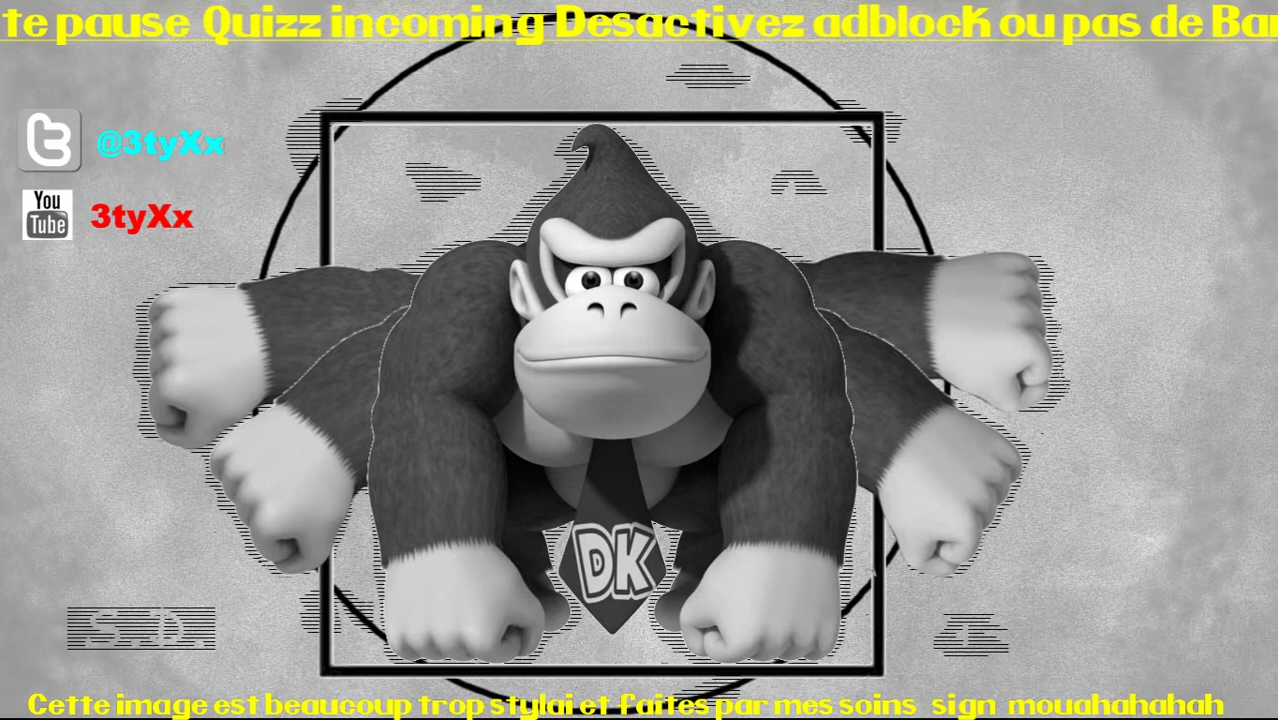 te pause Quizz incoming Desactivez adblock ou pas de Ban
@3tyXx
You
Tube
3tyXx
DK
Cette image est beaucoup trop stylai et faites par mes soins sign mouahahahah